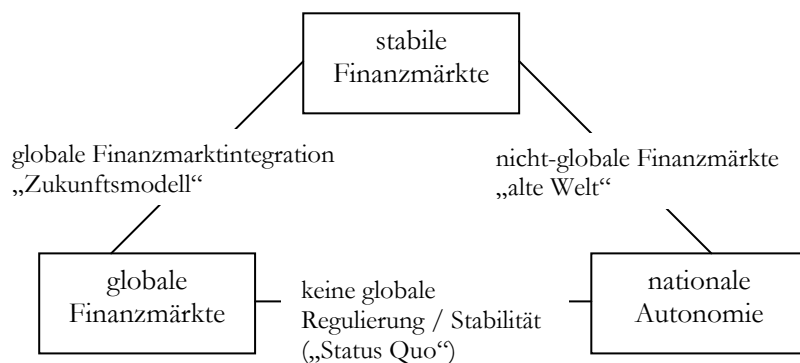 stabile
Finanzmärkte
globale Finanzmarktintegration
„Zukunftsmodell“
nicht-globale Finanzmärkte
„alte Welt“
globale
Finanzmärkte
keine globale
Regulierung / Stabilität
(„Status Quo“)
nationale
Autonomie